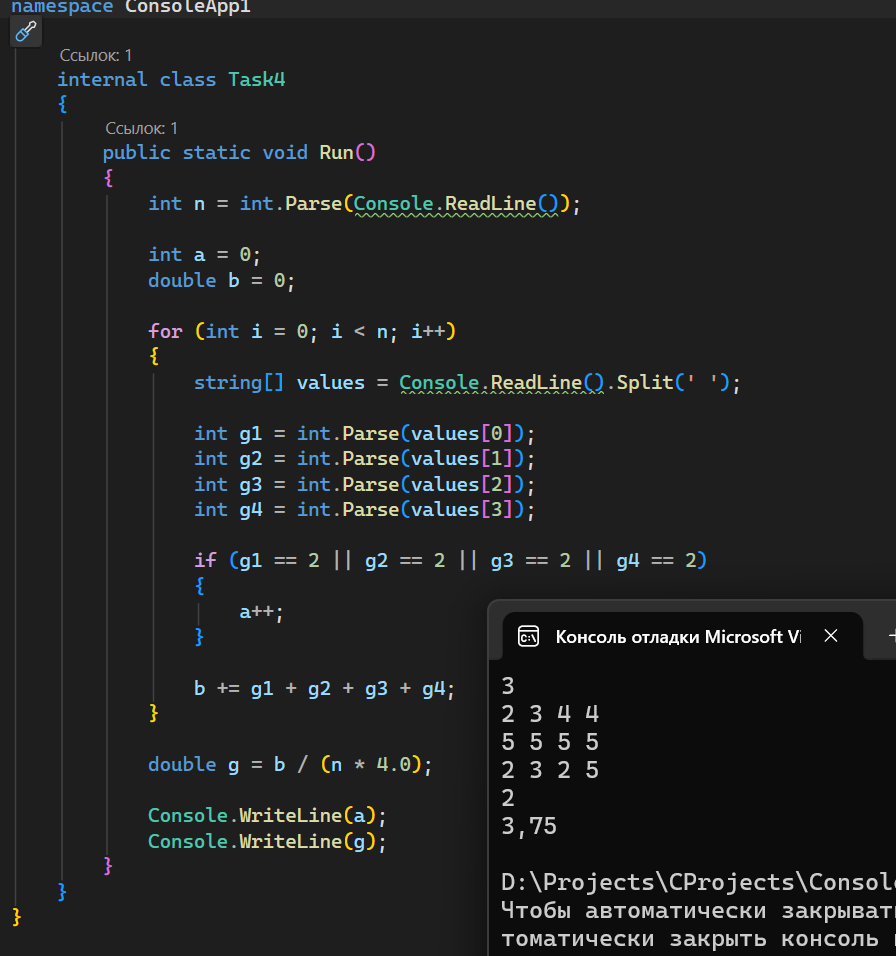 namespace ConsoleApp1
Ссылок: 1
internal class Task4
{
Ссылок: 1
public static void Run()
{
int n = int.Parse(Console.ReadLine());
int a = 0;
double b = 0;
for (int i = 0; i < n; i++)
{
string[] values = Console.ReadLine().Split(' ');
int g1 = int.Parse(values[0]);
int g2 = int.Parse(values[1]);
int g3 = int.Parse(values[2]);
int g4 = int.Parse(values[3]);
if (g1 == 2 || g2 == 2 || g3 == 2 || g4 == 2)
{
a++;
}
b += g1 + g2 + g3 + g4;
}
double g = b / (n * 4.0);
Console.WriteLine(a);
Console.WriteLine(g);
}
}
}
Консоль отладки Microsoft Vi
3
2 3 4 4
5 5 5 5
2 3 2 5
2
3,75
D:\Projects\CProjects\Consol
Чтобы автоматически закрывать
томатически закрыть консоль